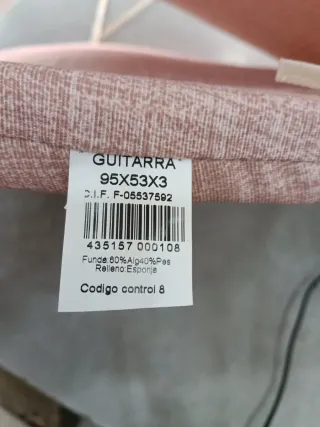 GUITARRA
95X53X3
C.I.F. F-05537592
435157 000108
Funda:60%Alg40%Pes
Relleno:Esponja
Codigo control 8